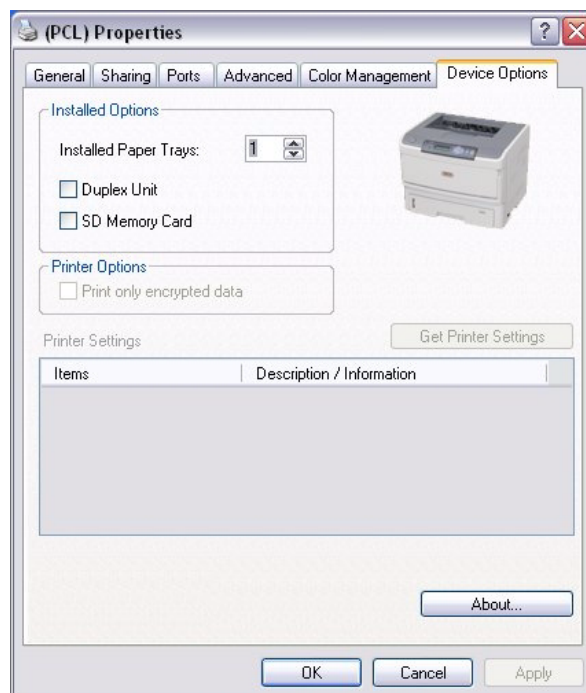 (PCL) Properties
General Sharing Ports Advanced Color Management Device Options
Installed Options
Installed Paper Trays: 1
Duplex Unit
SD Memory Card
Printer Options
Print only encrypted data
Printer Settings Get Printer Settings
Items Description / Information
About...
OK Cancel Apply